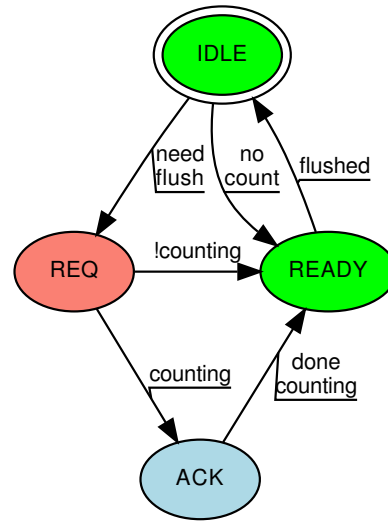 IDLE
need
flush
no
count
flushed
REQ
!counting
READY
counting
done
counting
ACK